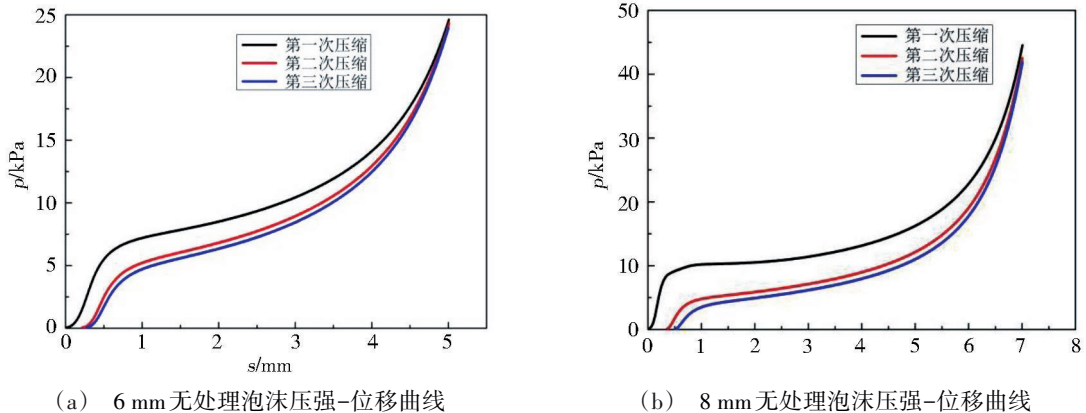 25
20
15
10
5
0
p/kPa
第一次压缩
第二次压缩
第三次压缩
0 1 2 3 4 5
s/mm
(a) 6 mm无处理泡沫压强-位移曲线
50
40
30
20
10
0
p/kPa
第一次压缩
第二次压缩
第三次压缩
0 1 2 3 4 5 6 7 8
(b) 8 mm无处理泡沫压强-位移曲线